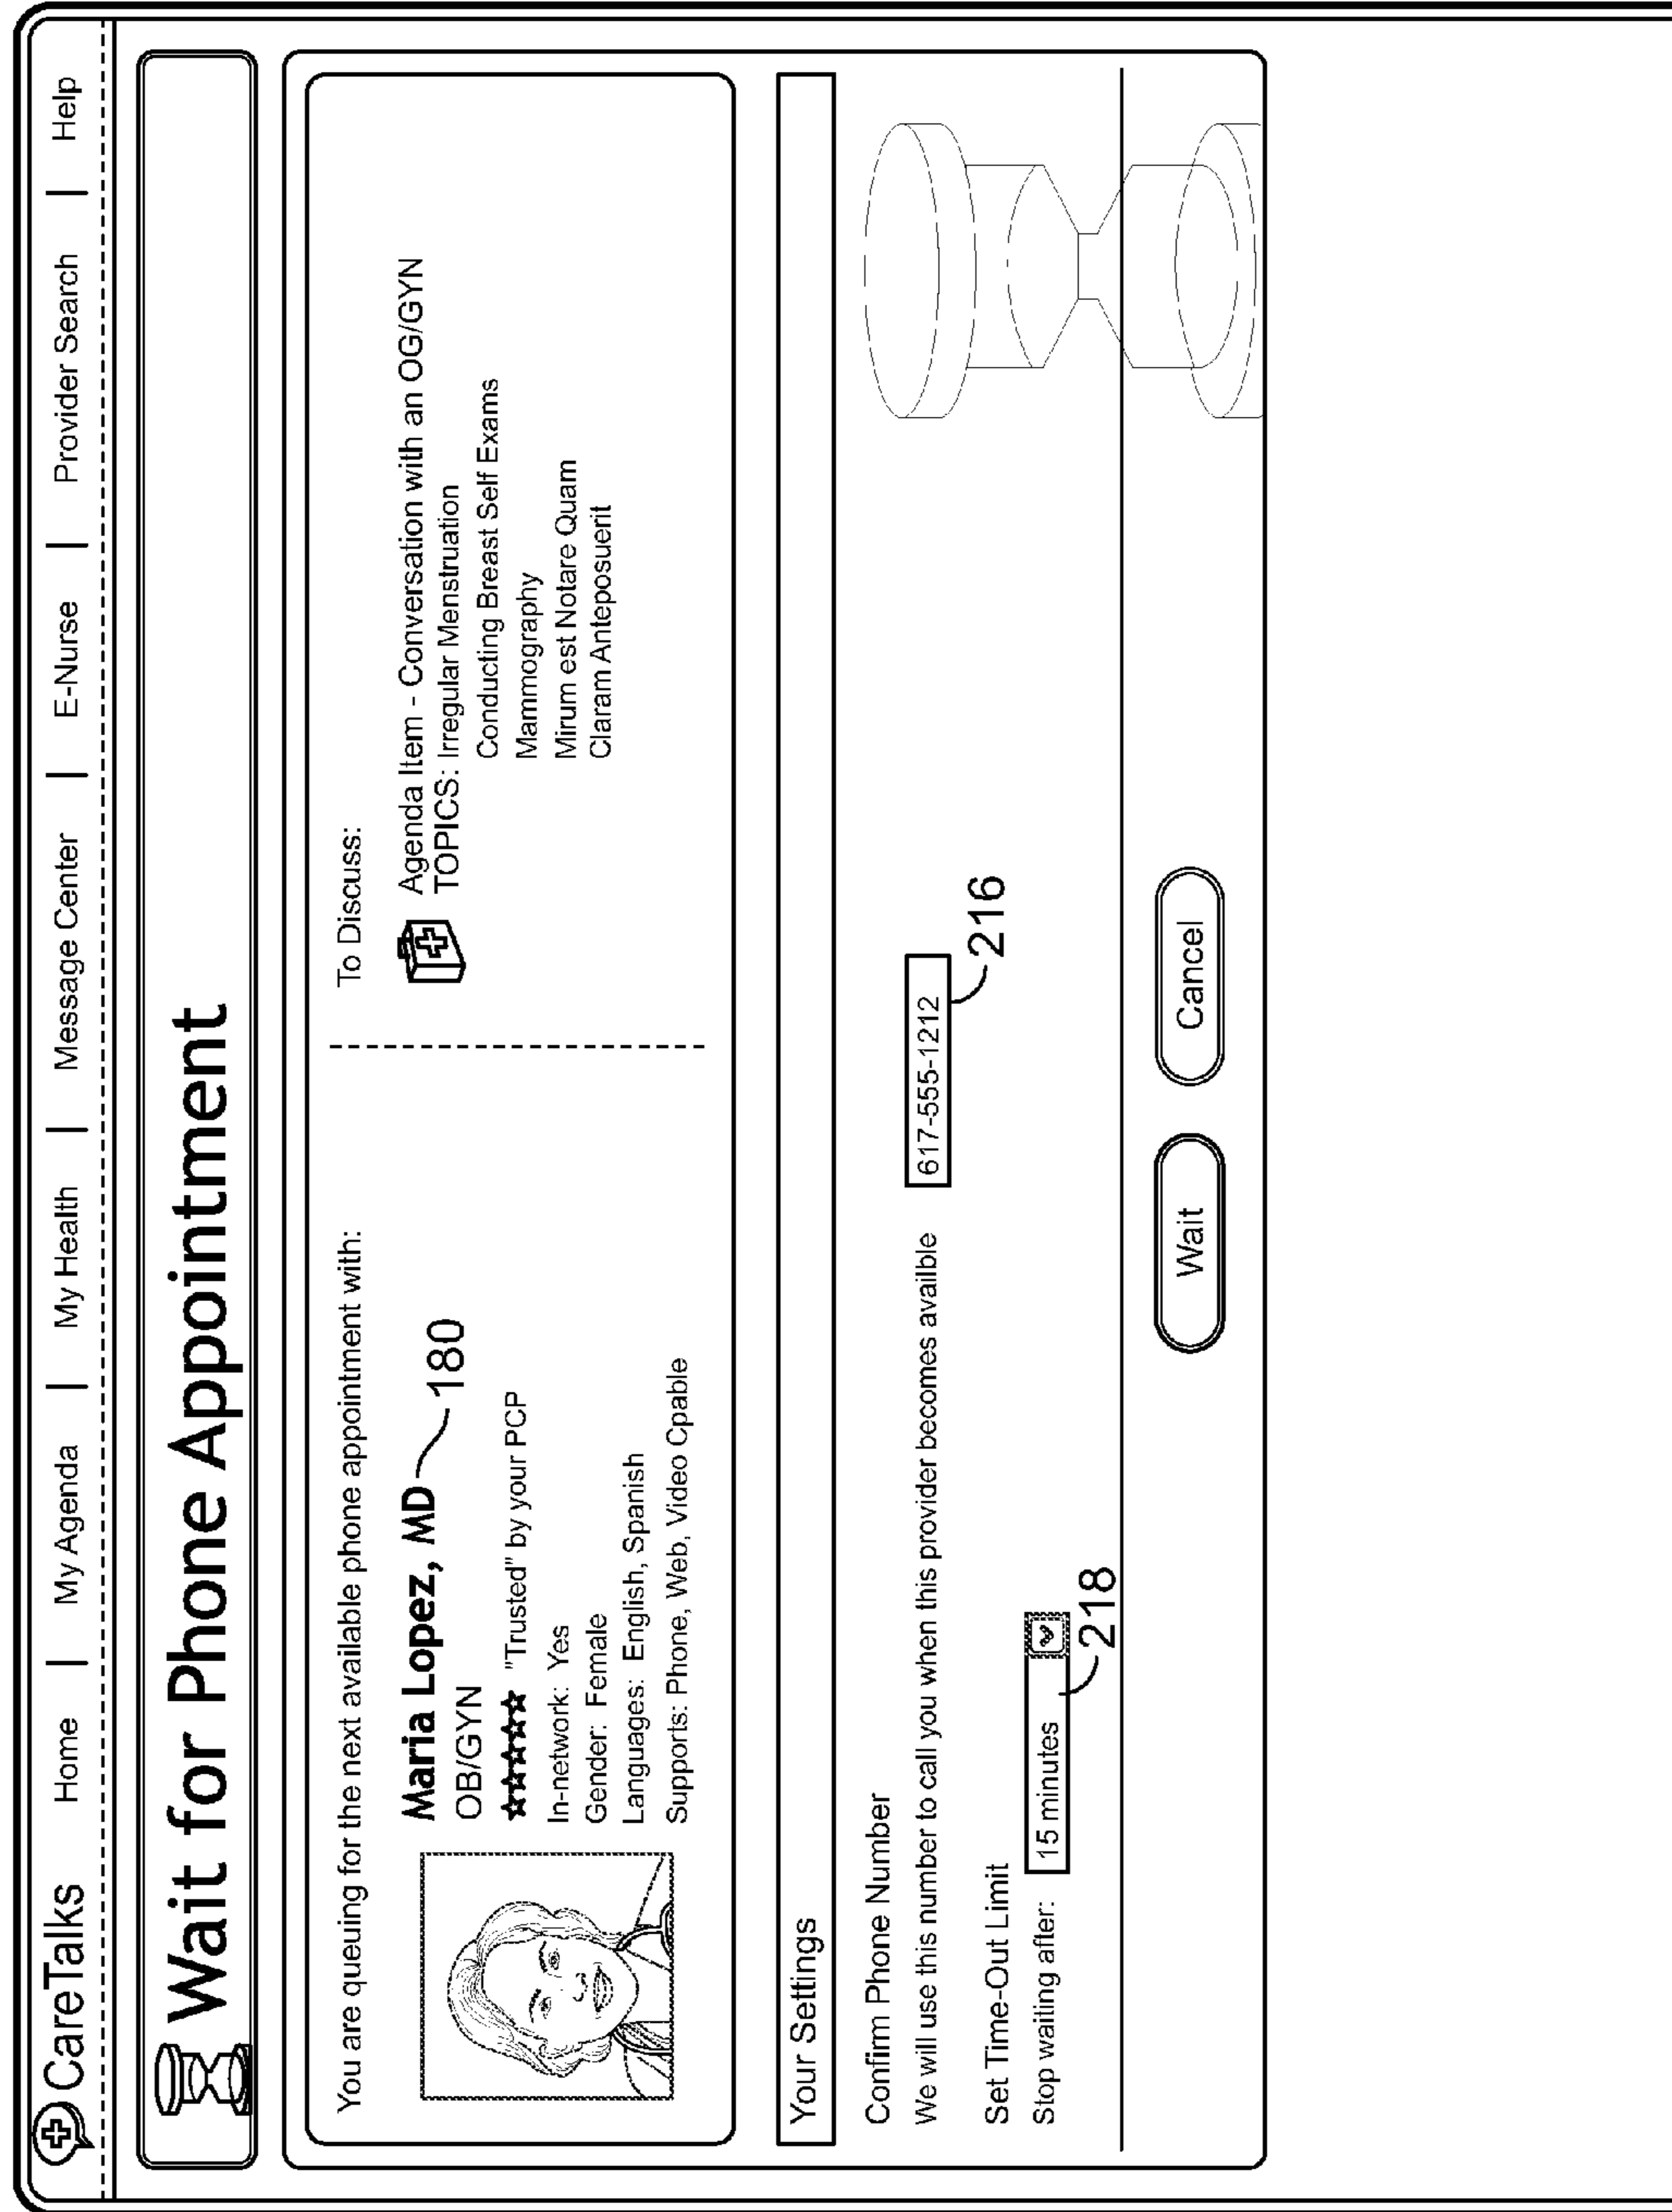 CareTalks Home | My Agenda | My Health | Message Center | E-Nurse | Provider Search | Help
Wait for Phone Appointment
You are queuing for the next available phone appointment with:
Maria Lopez, MD 180
OB/GYN
"Trusted" by your PCP
In-network: Yes
Gender: Female
Languages: English, Spanish
Supports: Phone, Web, Video Cpable
To Discuss:
Agenda Item - Conversation with an OG/GYN
TOPICS: Irregular Menstruation
Conducting Breast Self Exams
Mammography
Mirum est Notare Quam
Claram Anteposuerit
Your Settings
Confirm Phone Number
We will use this number to call you when this provider becomes availble 617-555-1212
216
Set Time-Out Limit
Stop waiting after: 15 minutes
218
Wait Cancel